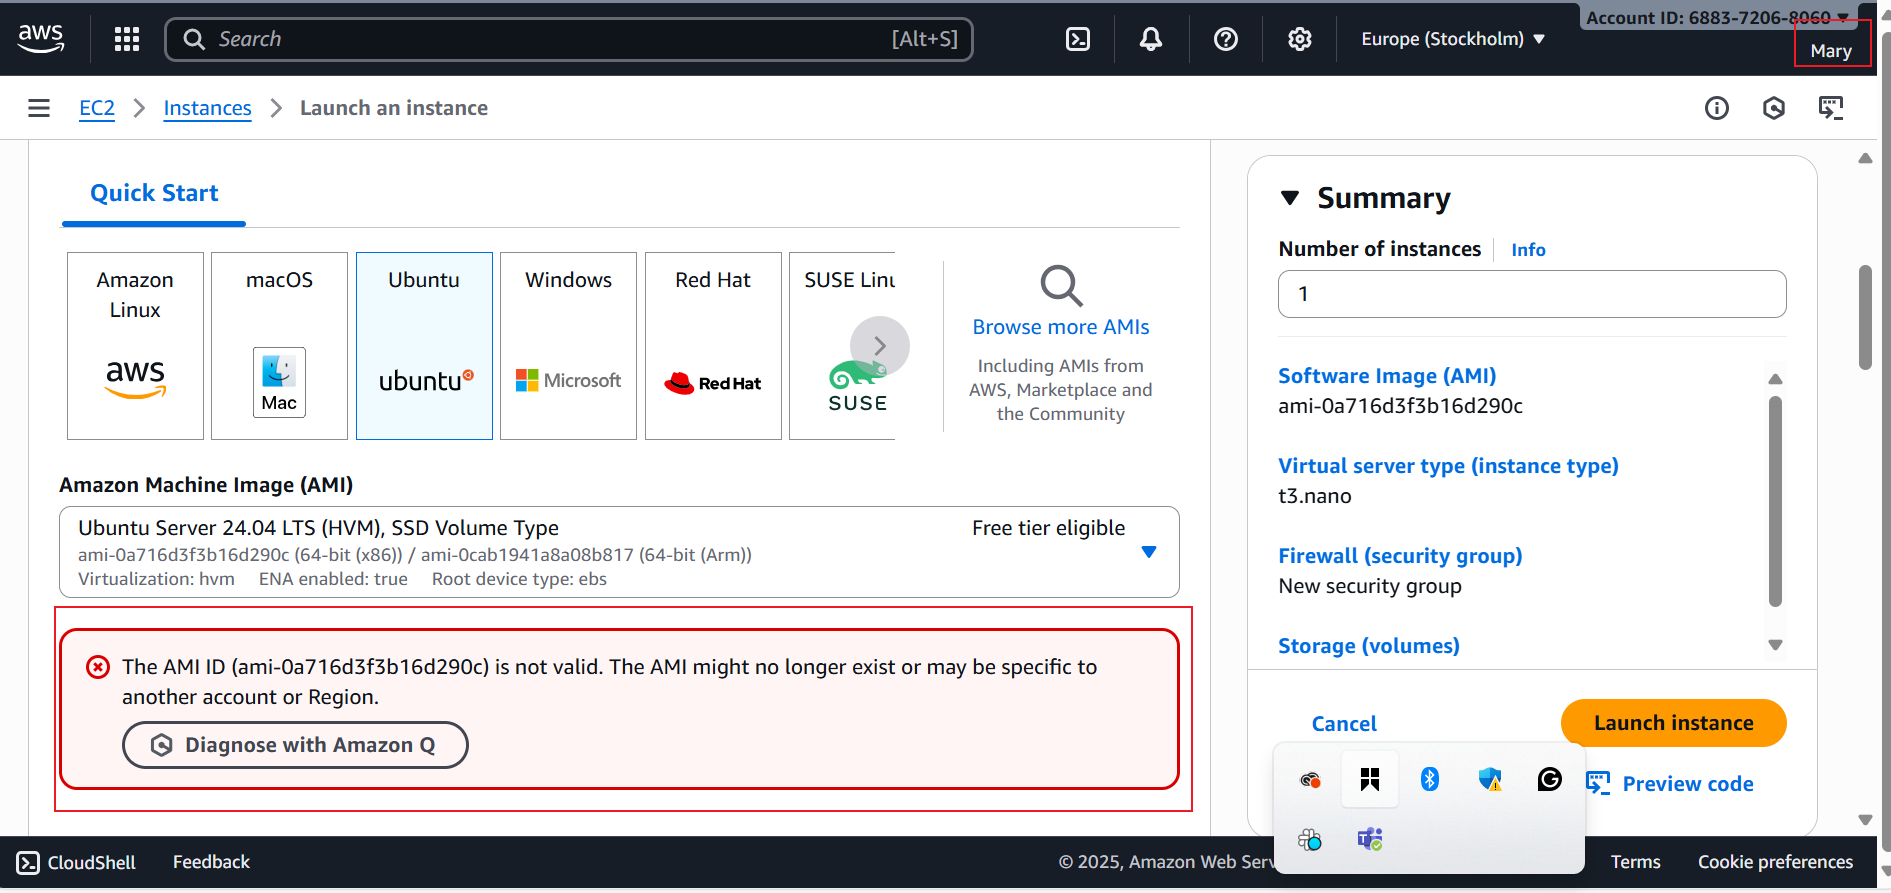 aws
Search
[Alt+S]
Europe (Stockholm)
Account ID: 6883-7206-8060
Mary
EC2
Instances
Launch an instance
Quick Start
Amazon
Linux
aws
macOS
Mac
Ubuntu
ubuntu
Windows
Microsoft
Red Hat
Red Hat
SUSE Linu
SUSE
Browse more AMIs
Including AMIs from
AWS, Marketplace and
the Community
Amazon Machine Image (AMI)
Ubuntu Server 24.04 LTS (HVM), SSD Volume Type
Free tier eligible
ami-0a716d3f3b16d290c (64-bit (x86)) / ami-0cab1941a8a08b817 (64-bit (Arm))
Virtualization: hvm ENA enabled: true Root device type: ebs
The AMI ID (ami-0a716d3f3b16d290c) is not valid. The AMI might no longer exist or may be specific to
another account or Region.
Diagnose with Amazon Q
Summary
Number of instances
Info
1
Software Image (AMI)
ami-0a716d3f3b16d290c
Virtual server type (instance type)
t3.nano
Firewall (security group)
New security group
Storage (volumes)
Cancel
Launch instance
Preview code
CloudShell
Feedback
© 2025, Amazon Web Serv
Terms
Cookie preferences